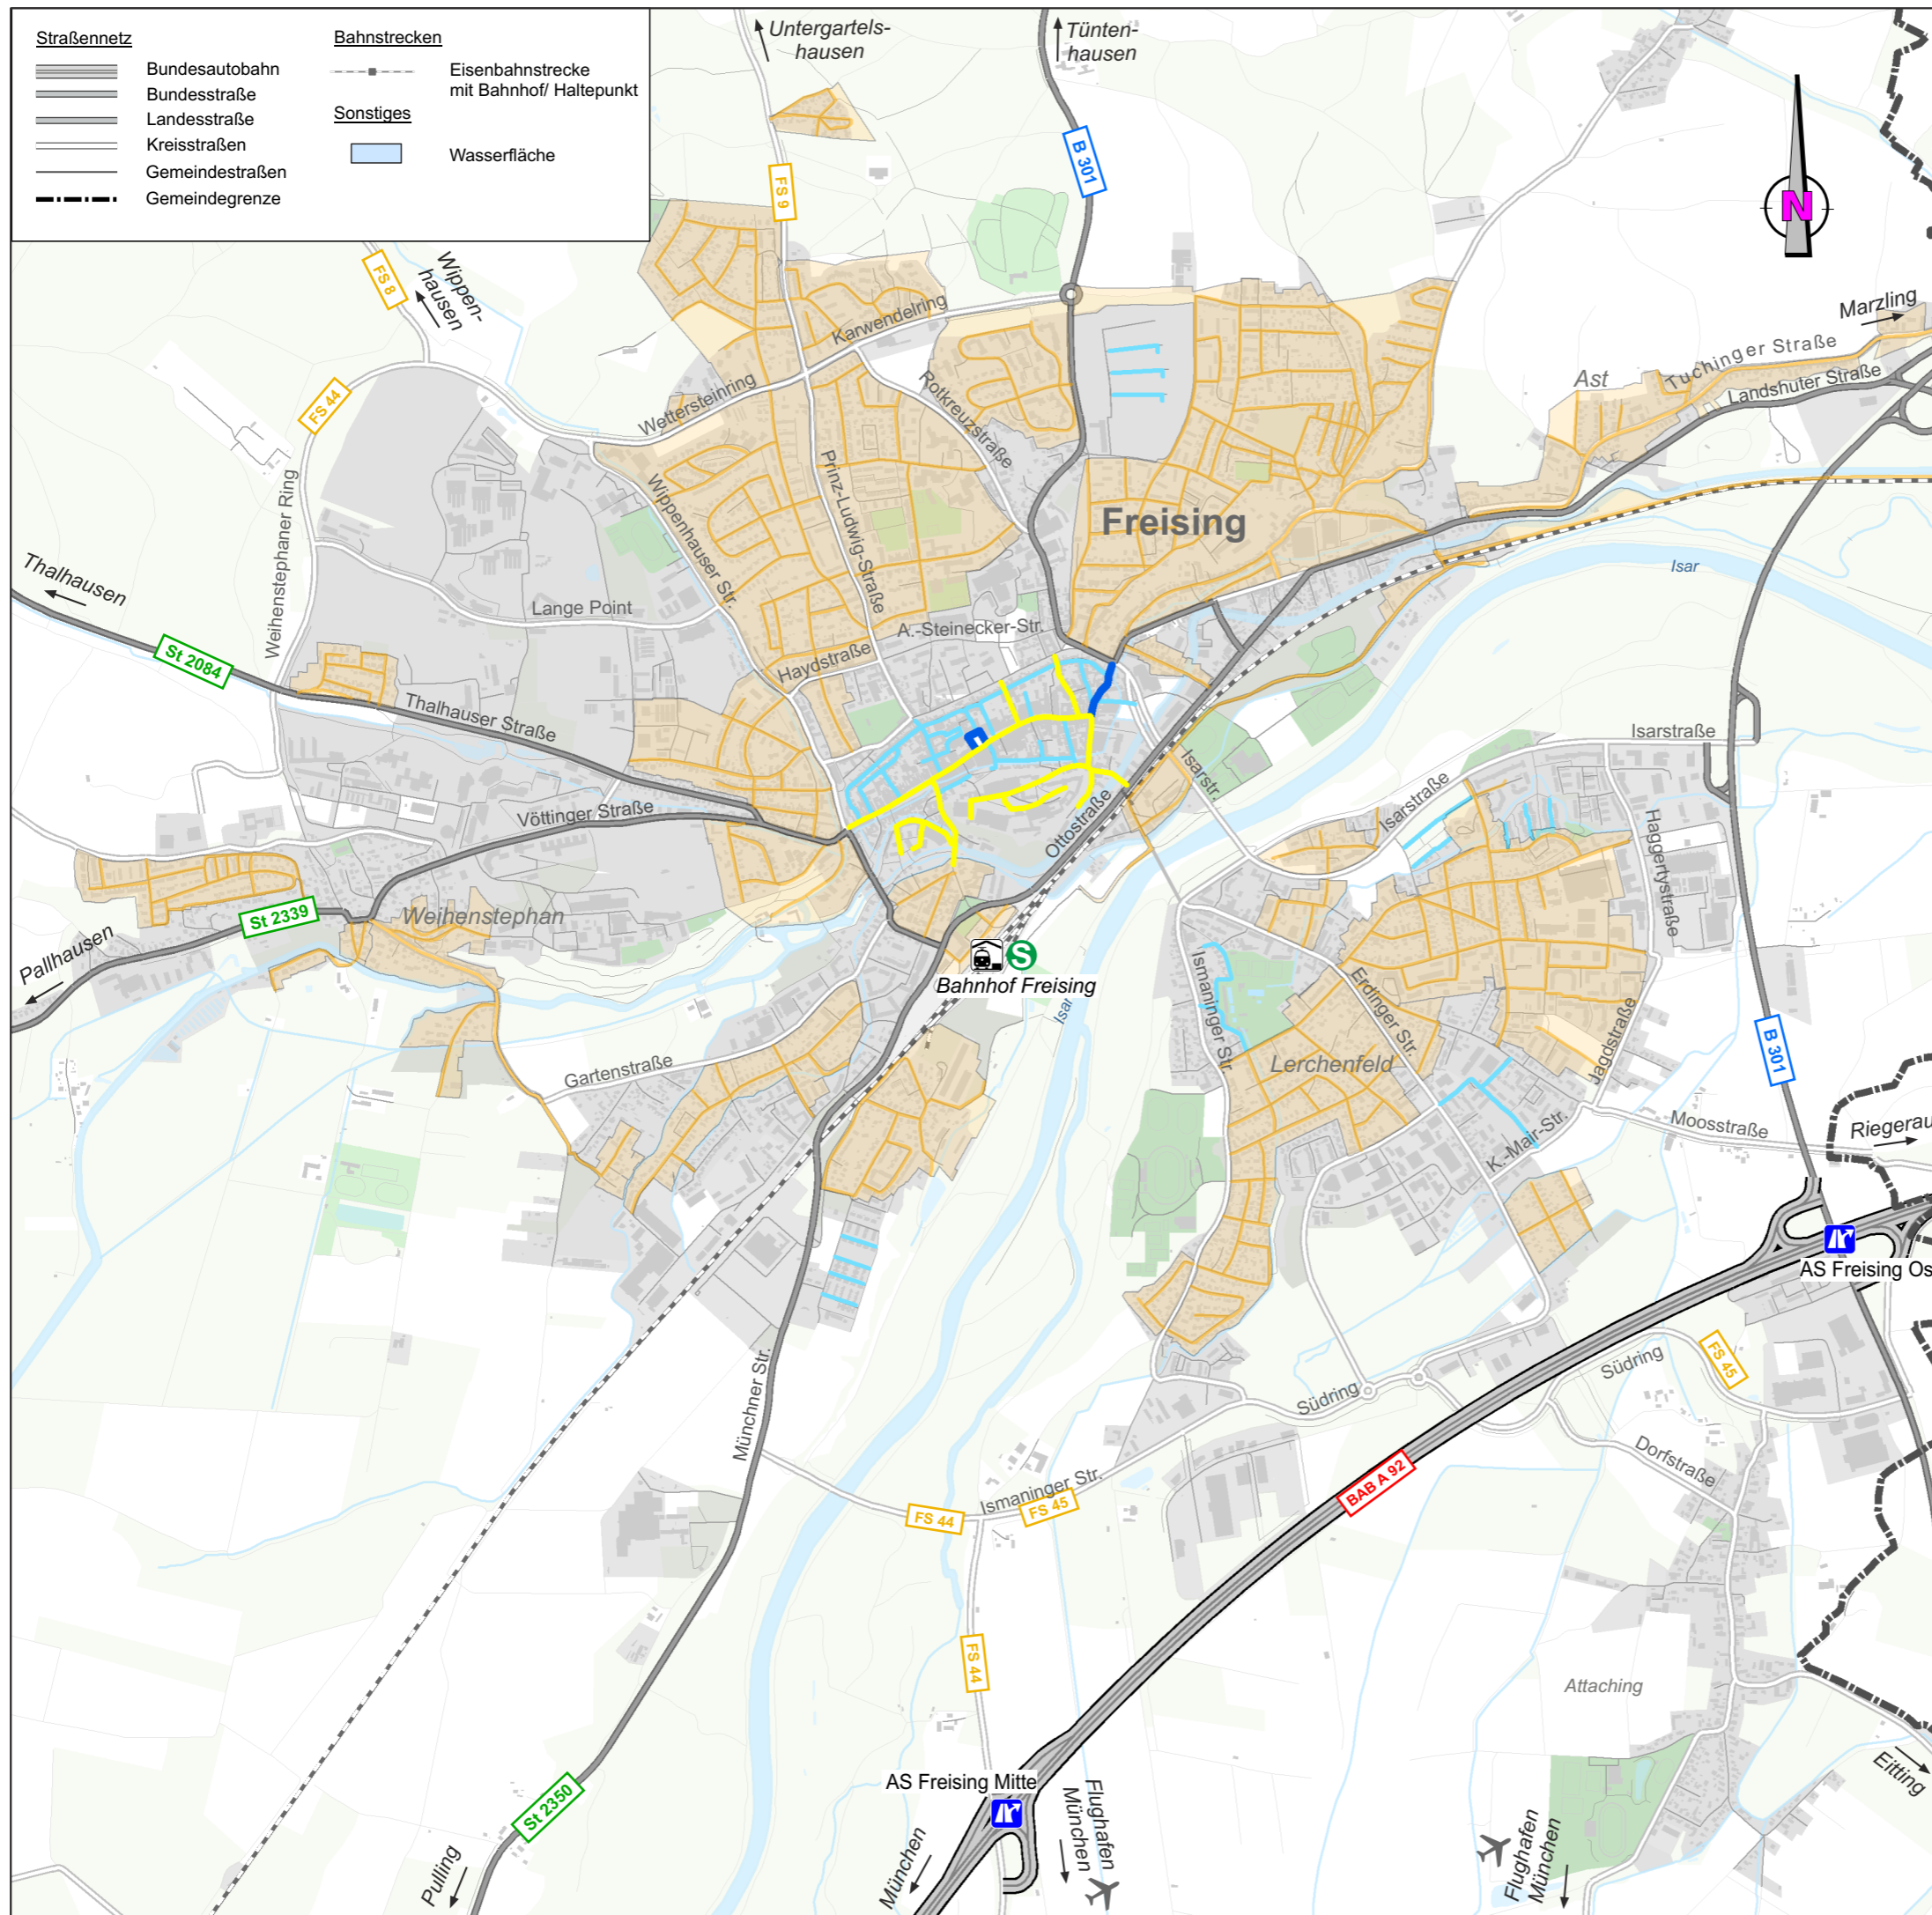 Straßennetz
Bundesautobahn
Bundesstraße
Landesstraße
Kreisstraßen
Gemeindestraßen
Gemeindegrenze
Bahnstrecken
Eisenbahnstrecke
mit Bahnhof/ Haltepunkt
Sonstiges
Wasserfläche
Untergartels-
hausen
Tünten-
hausen
B 301
FS 9
N
FS 8
Wippen-
hausen
Marzling
Karwendelring
Tuchinger Straße
Ast
Landshuter Straße
FS 44
Wettersteinring
Rotkreuzstraße
Weihenstephaner Ring
Wippenhauser Str.
Prinz-Ludwig-Straße
Freising
Thalhausen
Isar
Lange Point
A.-Steinecker-Str.
St 2084
Haydstraße
Thalhauser Straße
Isarstraße
Isarstr.
Vöttinger Straße
Ottostraße
Isarstraße
Haggertystraße
St 2339
Weihenstephan
Pallhausen
S
Bahnhof Freising
Isar
Ismaninger Str.
Erdinger Str.
Jagdstraße
B 301
Gartenstraße
Lerchenfeld
K.-Mair-Str.
Moosstraße
Riegerau
AS Freising Os
Münchner Str.
Südring
FS 45
Südring
Dorfstraße
BAB A 92
Ismaninger Str.
FS 44
FS 45
FS 44
Attaching
Eitting
AS Freising Mitte
St 2350
Pulling
München
Flughafen
München
Flughafen
München